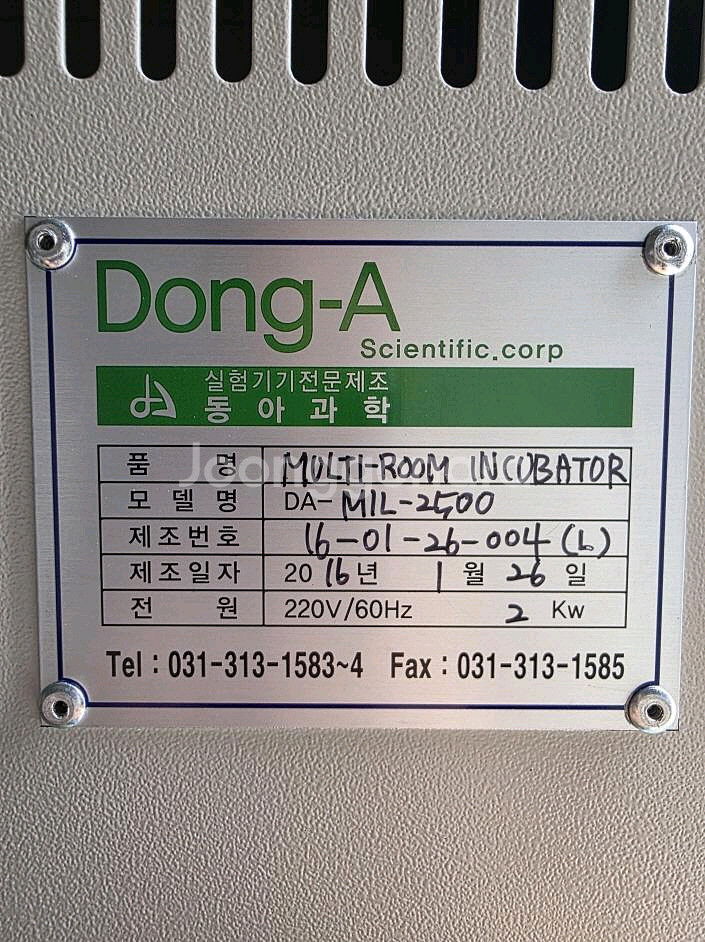 Dong-A
Scientific.corp
실험기기전문제조
동아과학
품 명 MULTI-ROOM INCUBATOR
모델명 DA-MIL-2500
제조번호 16-01-26-004 (L)
제조일자 2016년 1월 26일
전 원 220V/60Hz 2 Kw
Tel : 031-313-1583~4 Fax : 031-313-1585